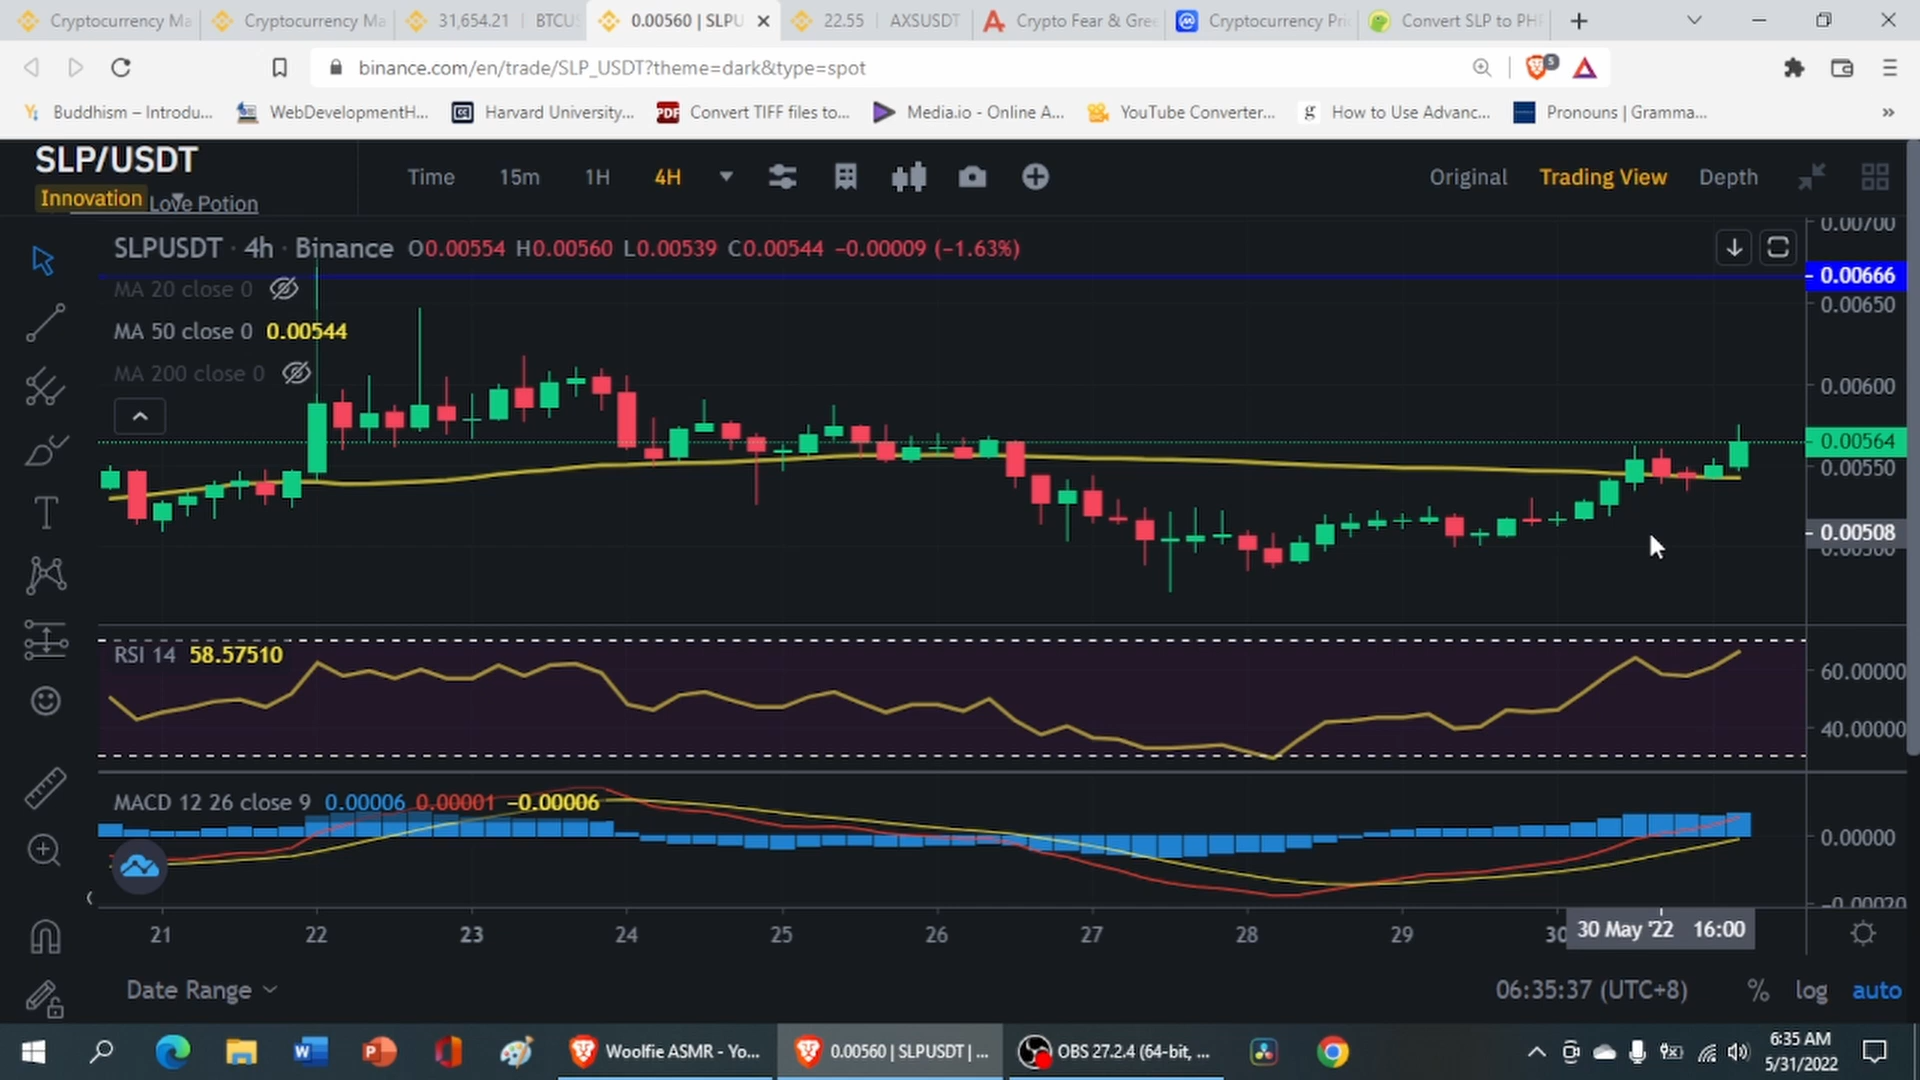 Cryptocurrency Ma
Cryptocurrency Ma
31,654.21 | BTCUS
0.00560 | SLPU
22.55 | AXSUSDT
Crypto Fear & Gre
Cryptocurrency Pri
Convert SLP to PHP
binance.com/en/trade/SLP_USDT?theme=dark&type=spot
5
Buddhism – Introdu...
WebDevelopmentH...
Harvard University...
PDF
Convert TIFF files to...
Media.io - Online A...
YouTube Converter...
g
How to Use Advanc...
Pronouns | Gramma...
»
SLP/USDT
Innovation
Love Potion
Time 15m 1H 4H
Original Trading View Depth
SLPUSDT · 4h · Binance O0.00554 H0.00560 L0.00539 C0.00544 −0.00009 (−1.63%)
MA 20 close 0
MA 50 close 0 0.00544
MA 200 close 0
0.00700
0.00666
0.00650
0.00600
0.00564
0.00550
0.00508
0.00500
RSI 14 58.57510
60.00000
40.00000
MACD 12 26 close 9 0.00006 0.00001 −0.00006
0.00000
−0.00020
21 22 23 24 25 26 27 28 29 30
30 May '22 16:00
Date Range
06:35:37 (UTC+8) % log auto
Woolfie ASMR - Yo...
0.00560 | SLPUSDT | ...
OBS 27.2.4 (64-bit, ...
6:35 AM
5/31/2022